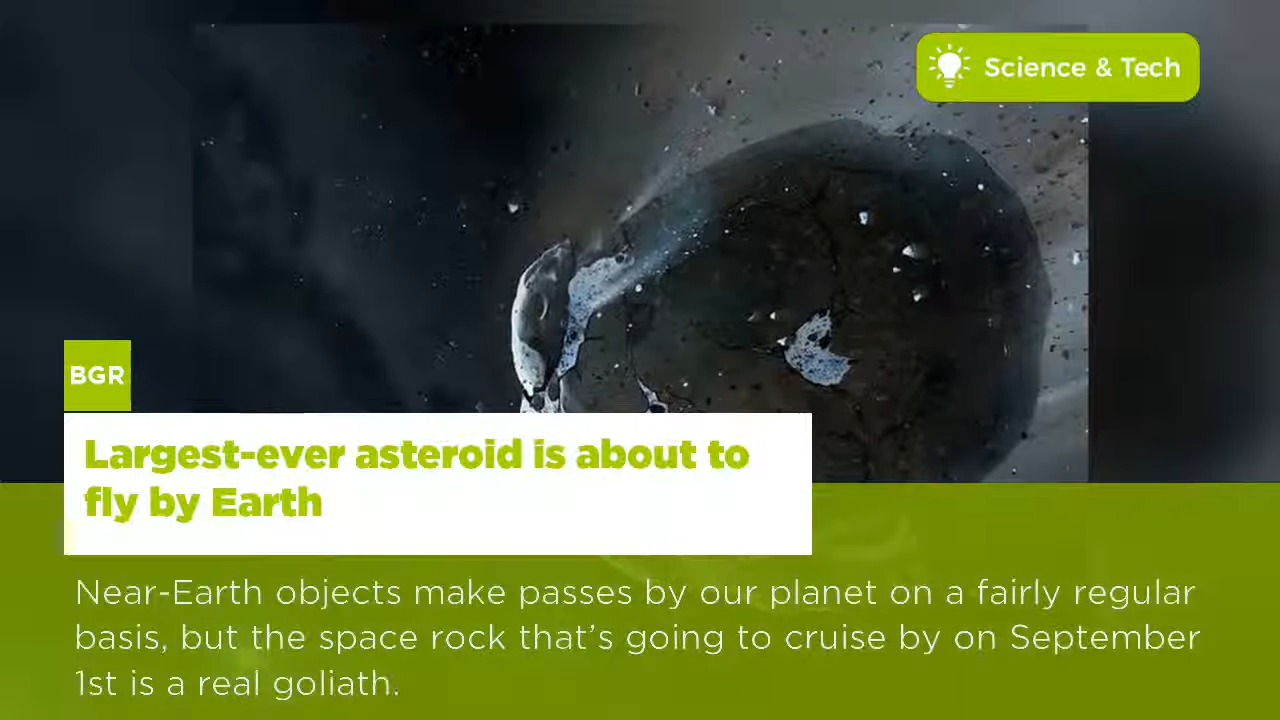 Science & Tech
BGR
Largest-ever asteroid is about to
fly by Earth
Near-Earth objects make passes by our planet on a fairly regular
basis, but the space rock that's going to cruise by on September
1st is a real goliath.